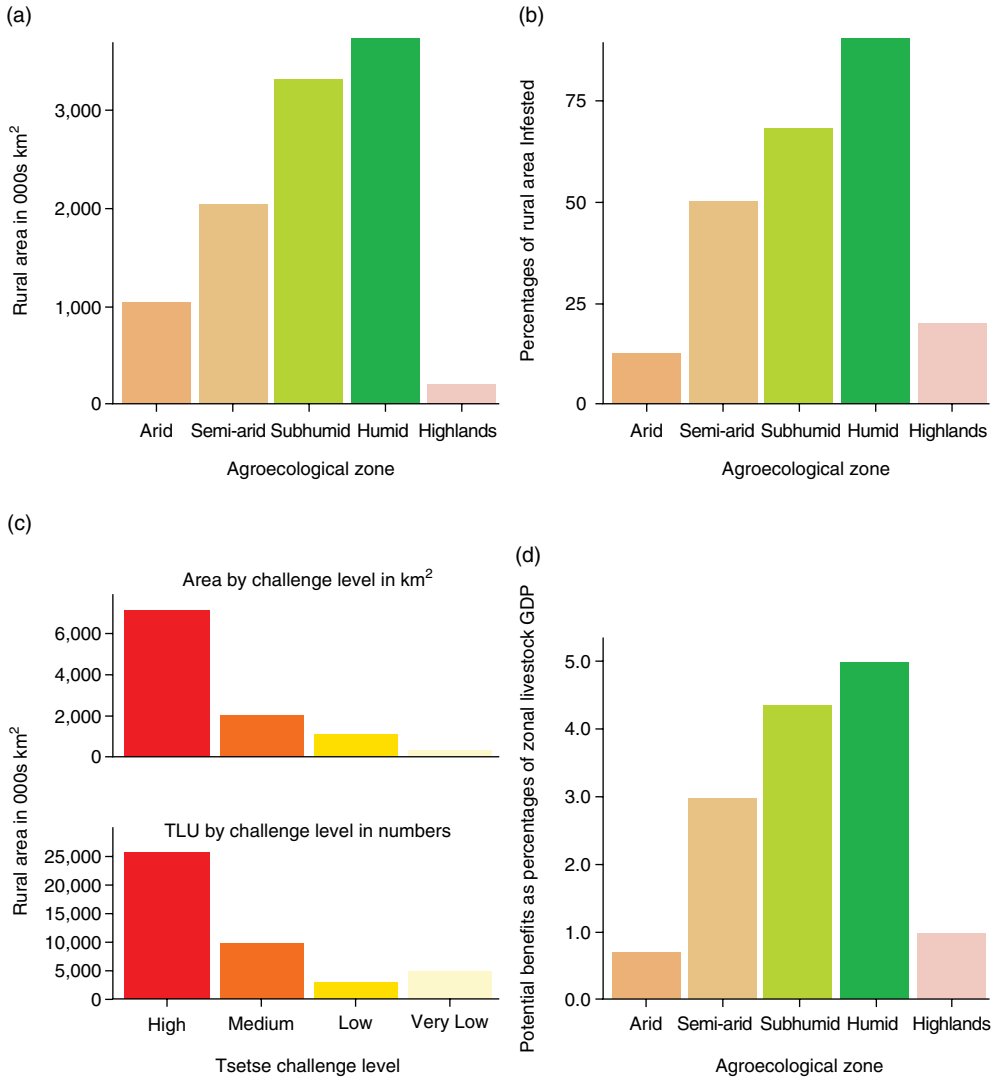 (a)
Rural area in 000s km²
3,000
2,000
1,000
0
Arid Semi-arid Subhumid Humid Highlands
Agroecological zone
(b)
Percentages of rural area Infested
75
50
25
0
Arid Semi-arid Subhumid Humid Highlands
Agroecological zone
(c)
Rural area in 000s km²
Area by challenge level in km²
6,000
4,000
2,000
0
Rural area in 000s km²
TLU by challenge level in numbers
25,000
20,000
15,000
10,000
5,000
0
High Medium Low Very Low
Tsetse challenge level
(d)
Potential benefits as percentages of zonal livestock GDP
5.0
4.0
3.0
2.0
1.0
0.0
Arid Semi-arid Subhumid Humid Highlands
Agroecological zone